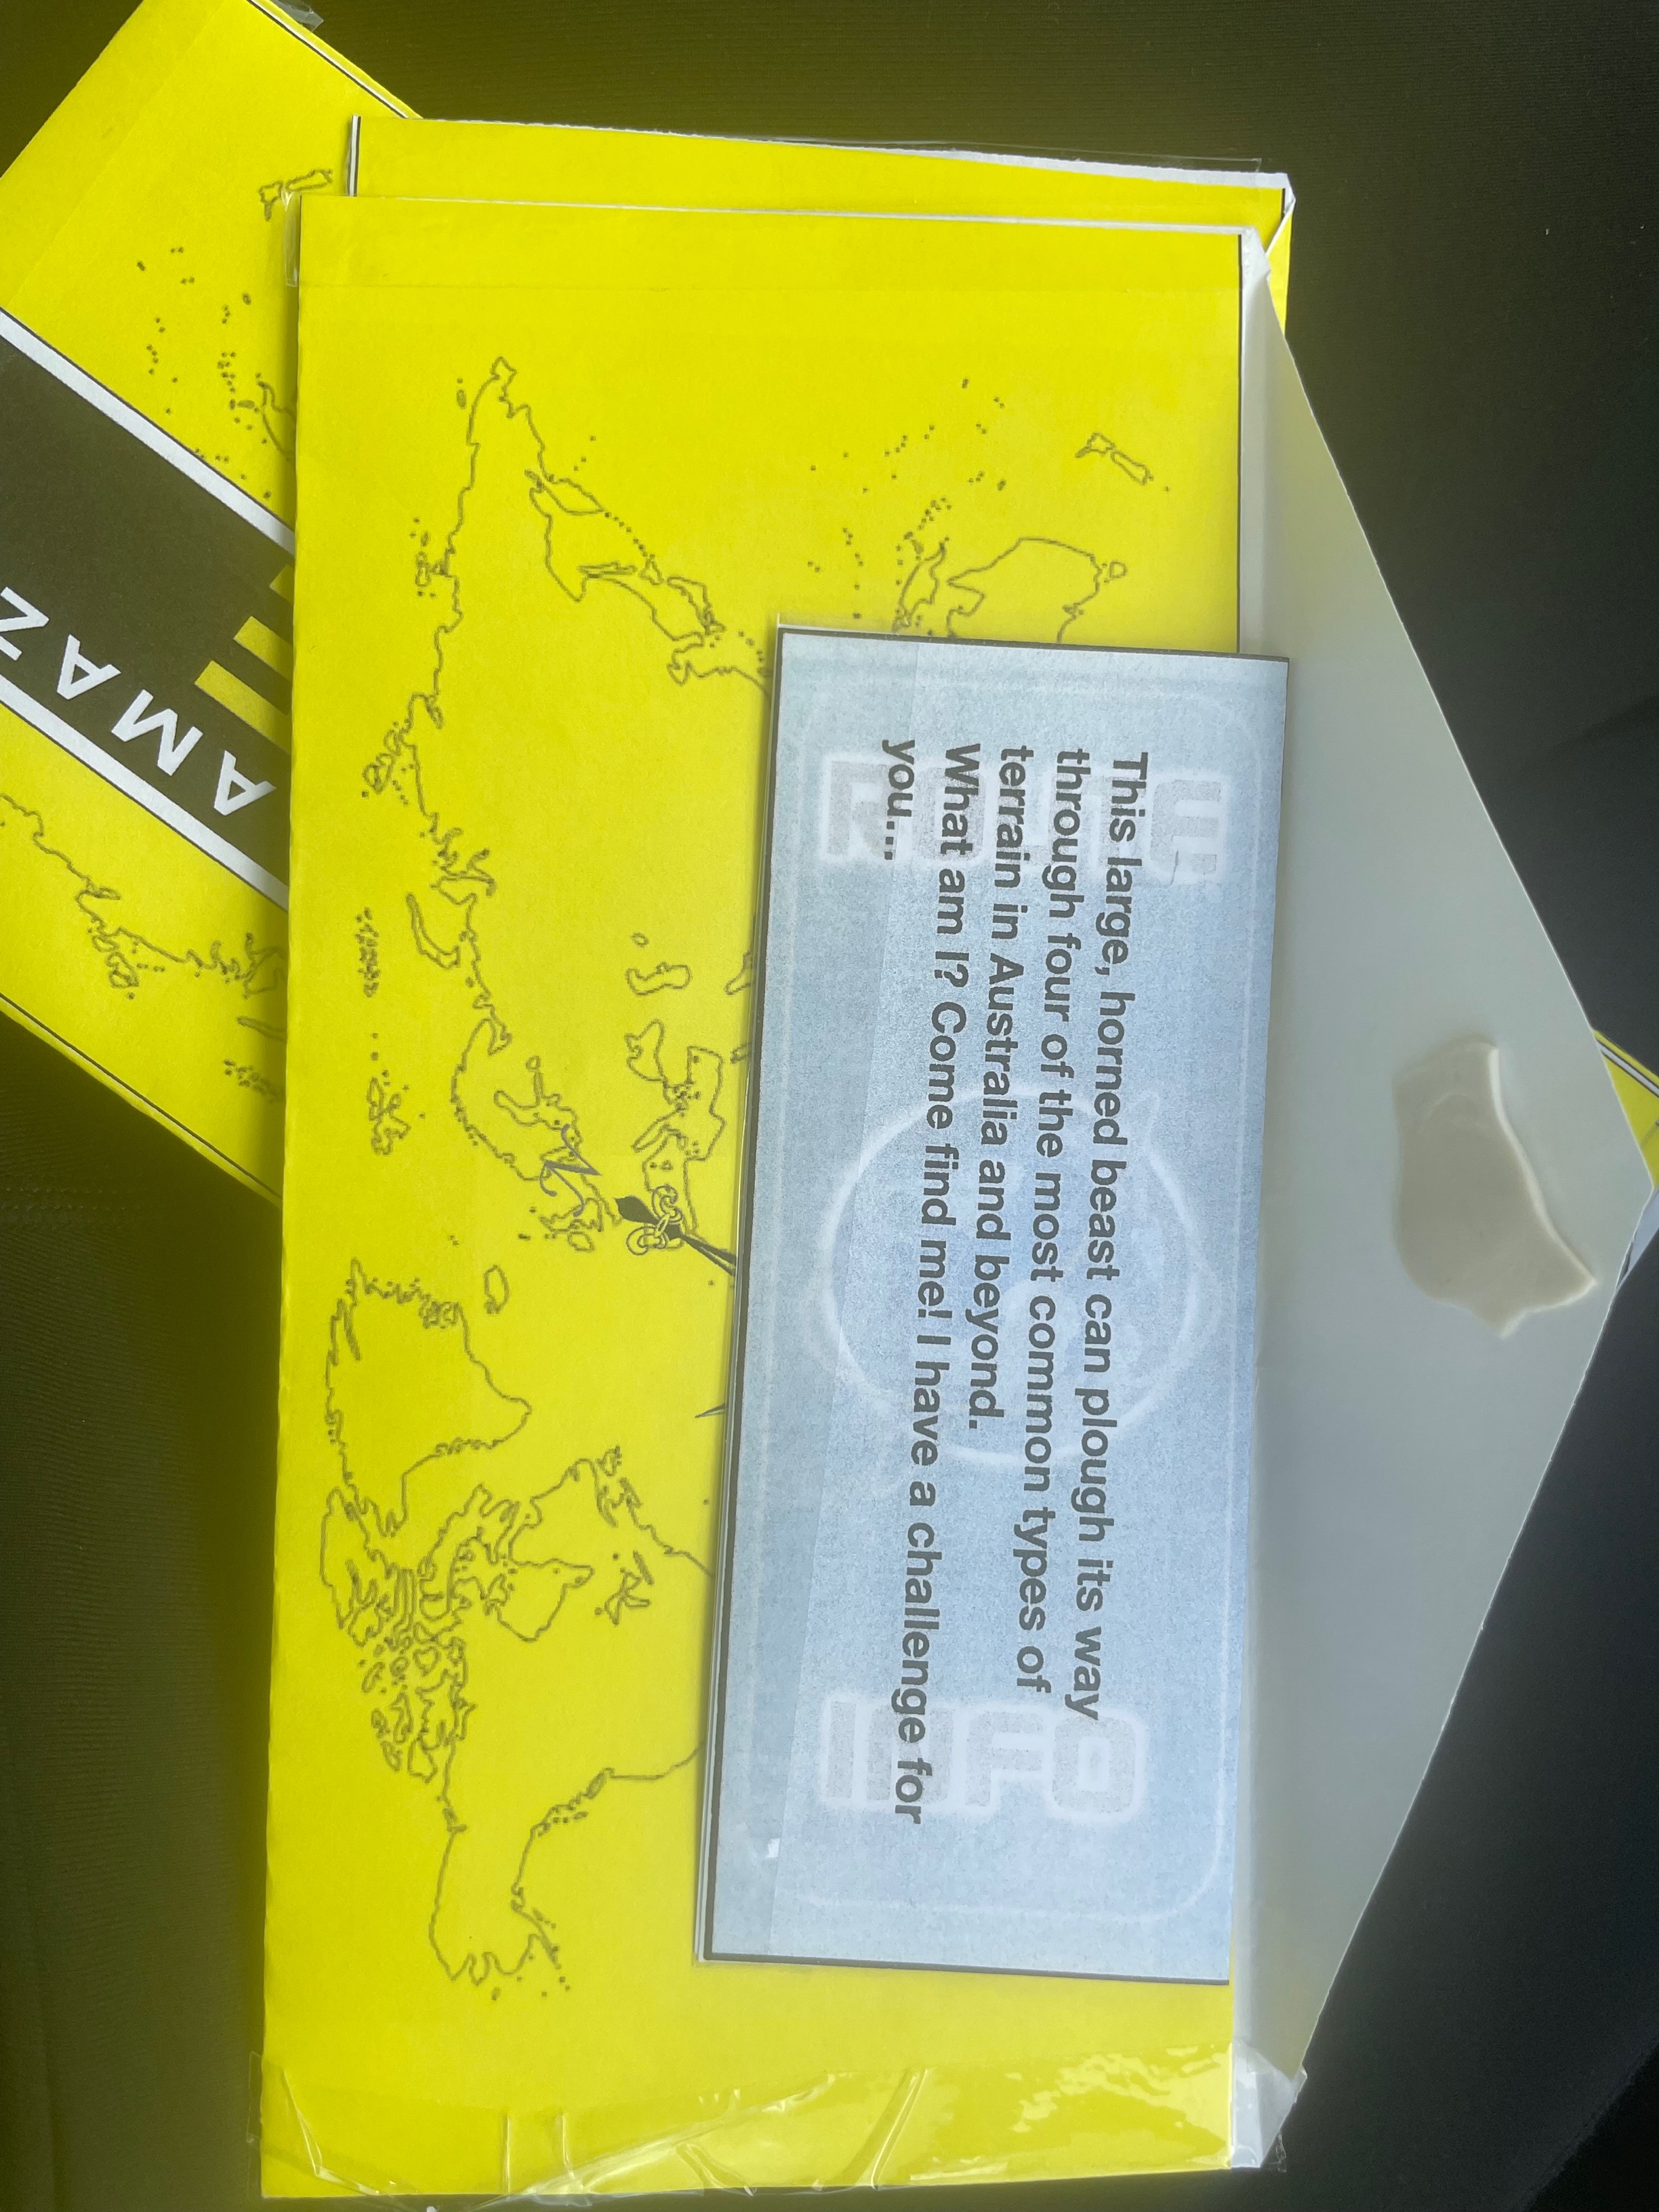 This large, horned beast can plough its way
through four of the most common types of
terrain in Australia and beyond.
What am I? Come find me! I have a challenge for
you...
AMAZ